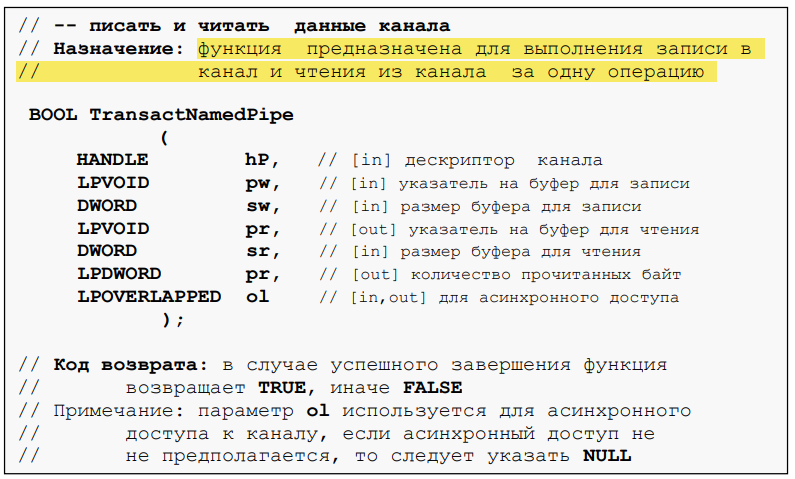 // -- писать и читать  данные канала
// Назначение: функция  предназначена для выполнения записи в
//             канал и чтения из канала  за одну операцию
BOOL TransactNamedPipe
(
HANDLE        hP,   // [in] дескриптор  канала
LPVOID        pw,   // [in] указатель на буфер для записи
DWORD         sw,   // [in] размер буфера для записи
LPVOID        pr,   // [out] указатель на буфер для чтения
DWORD         sr,   // [in] размер буфера для чтения
LPDWORD       pr,   // [out] количество прочитанных байт
LPOVERLAPPED  ol    // [in,out] для асинхронного доступа
);
// Код возврата: в случае успешного завершения функция
//       возвращает TRUE, иначе FALSE
// Примечание: параметр ol используется для асинхронного
//       доступа к каналу, если асинхронный доступ не
//       не предполагается, то следует указать NULL